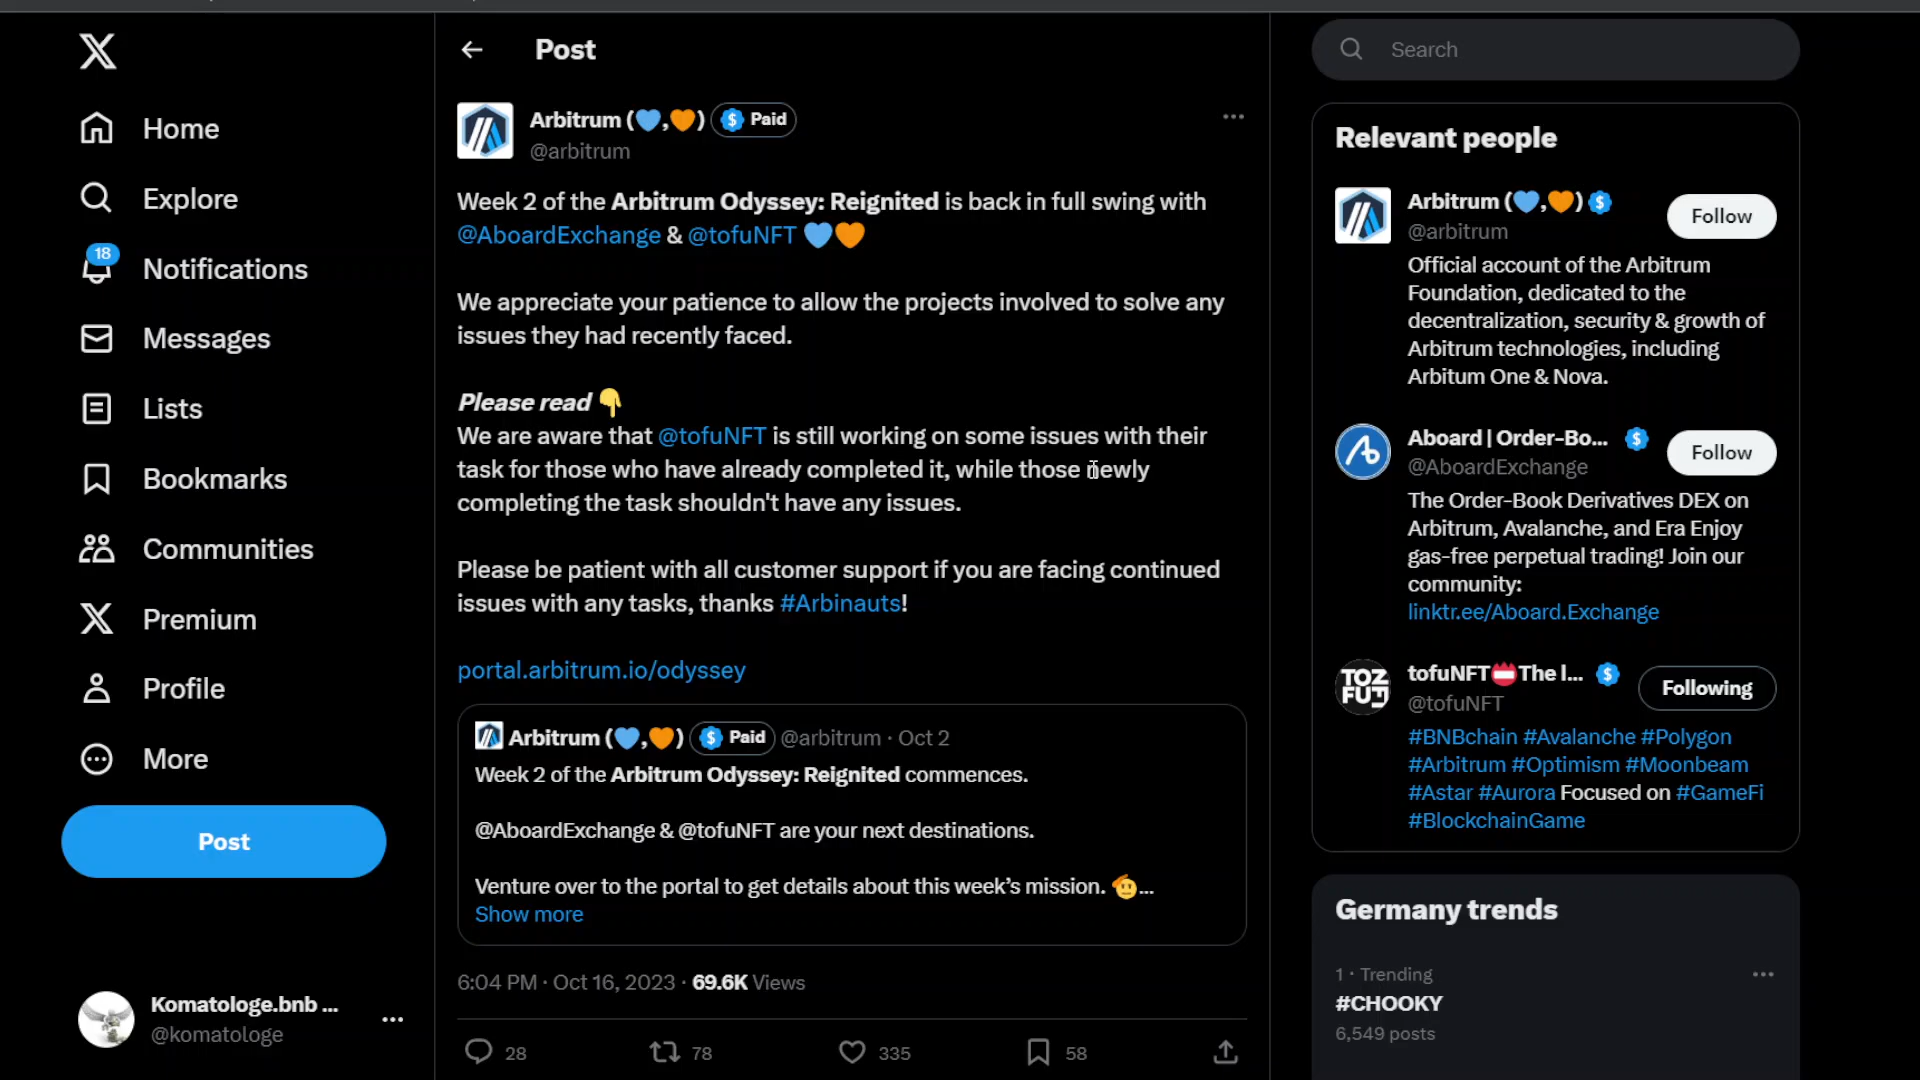 Home
Explore
18
Notifications
Messages
Lists
Bookmarks
Communities
Premium
Profile
More
Post
Komatologe.bnb ...
@komatologe
Post
Arbitrum (💙,🧡) Paid
@arbitrum
Week 2 of the Arbitrum Odyssey: Reignited is back in full swing with
@AboardExchange & @tofuNFT 💙🧡
We appreciate your patience to allow the projects involved to solve any
issues they had recently faced.
Please read 👇
We are aware that @tofuNFT is still working on some issues with their
task for those who have already completed it, while those newly
completing the task shouldn't have any issues.
Please be patient with all customer support if you are facing continued
issues with any tasks, thanks #Arbinauts!
portal.arbitrum.io/odyssey
Arbitrum (💙,🧡) Paid @arbitrum · Oct 2
Week 2 of the Arbitrum Odyssey: Reignited commences.
@AboardExchange & @tofuNFT are your next destinations.
Venture over to the portal to get details about this week’s mission. 🫡...
Show more
6:04 PM · Oct 16, 2023 · 69.6K Views
28
78
335
58
Search
Relevant people
Arbitrum (💙,🧡)
@arbitrum
Follow
Official account of the Arbitrum
Foundation, dedicated to the
decentralization, security & growth of
Arbitrum technologies, including
Arbitum One & Nova.
Aboard | Order-Bo...
@AboardExchange
Follow
The Order-Book Derivatives DEX on
Arbitrum, Avalanche, and Era Enjoy
gas-free perpetual trading! Join our
community:
linktr.ee/Aboard.Exchange
TOZ
FU
tofuNFT📛The l...
@tofuNFT
Following
#BNBchain #Avalanche #Polygon
#Arbitrum #Optimism #Moonbeam
#Astar #Aurora Focused on #GameFi
#BlockchainGame
Germany trends
1 · Trending
#CHOOKY
6,549 posts